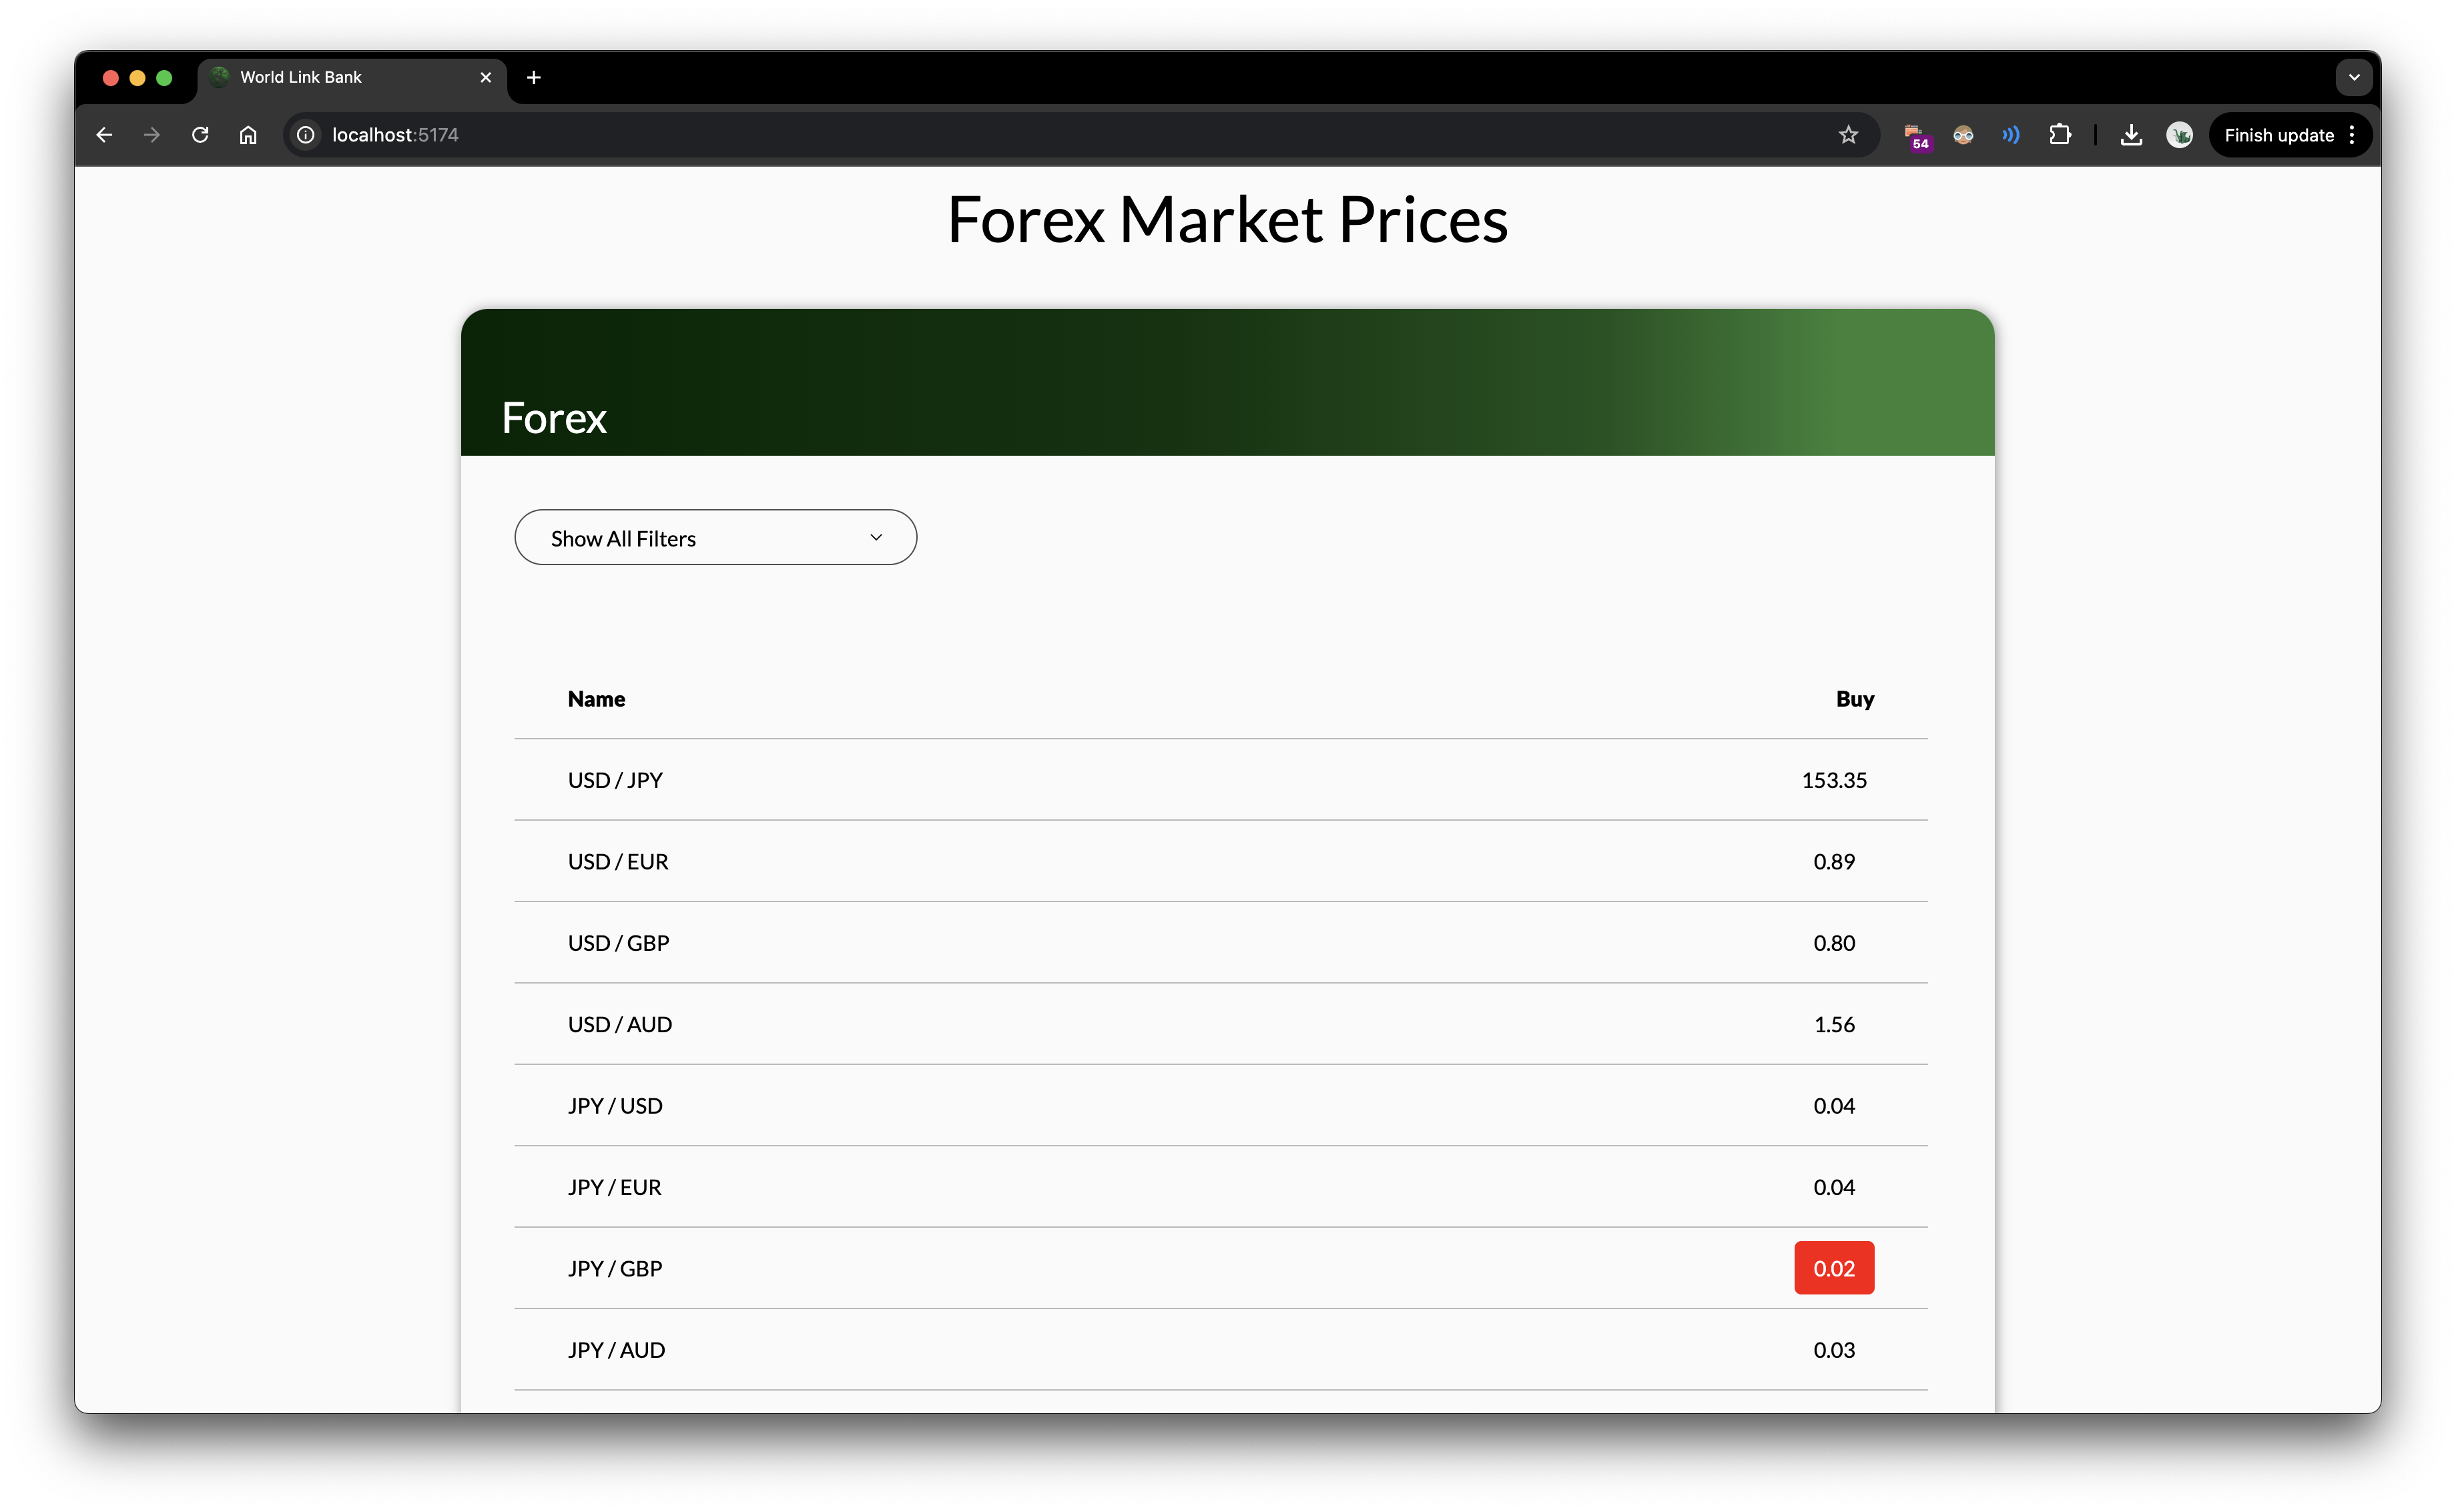 World Link Bank
localhost:5174
54
Finish update
Forex Market Prices
Forex
Show All Filters
Name Buy
USD / JPY 153.35
USD / EUR 0.89
USD / GBP 0.80
USD / AUD 1.56
JPY / USD 0.04
JPY / EUR 0.04
JPY / GBP 0.02
JPY / AUD 0.03